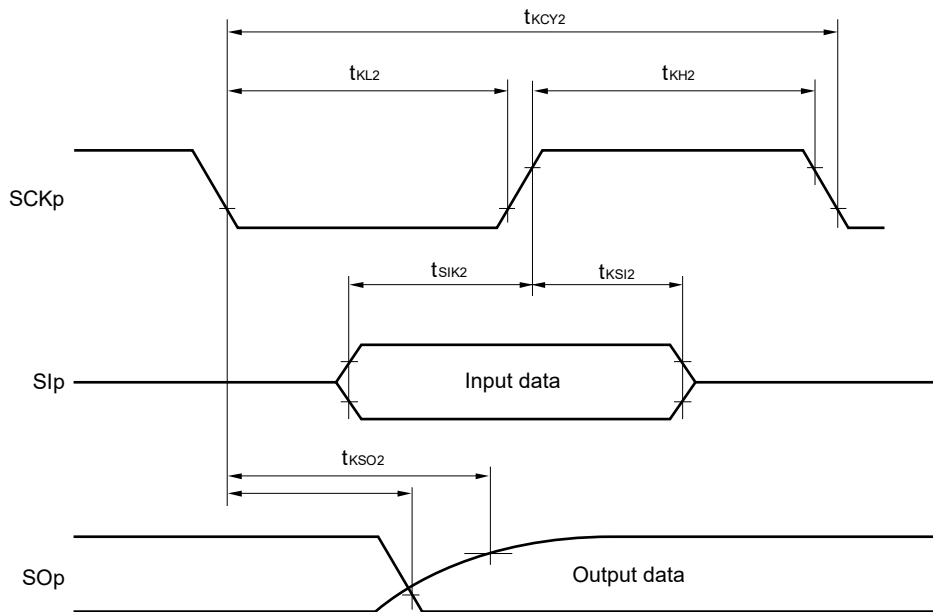 tKCY2
tKL2
tKH2
SCKp
tSIK2
tKSI2
SIp
Input data
tKSO2
SOp
Output data